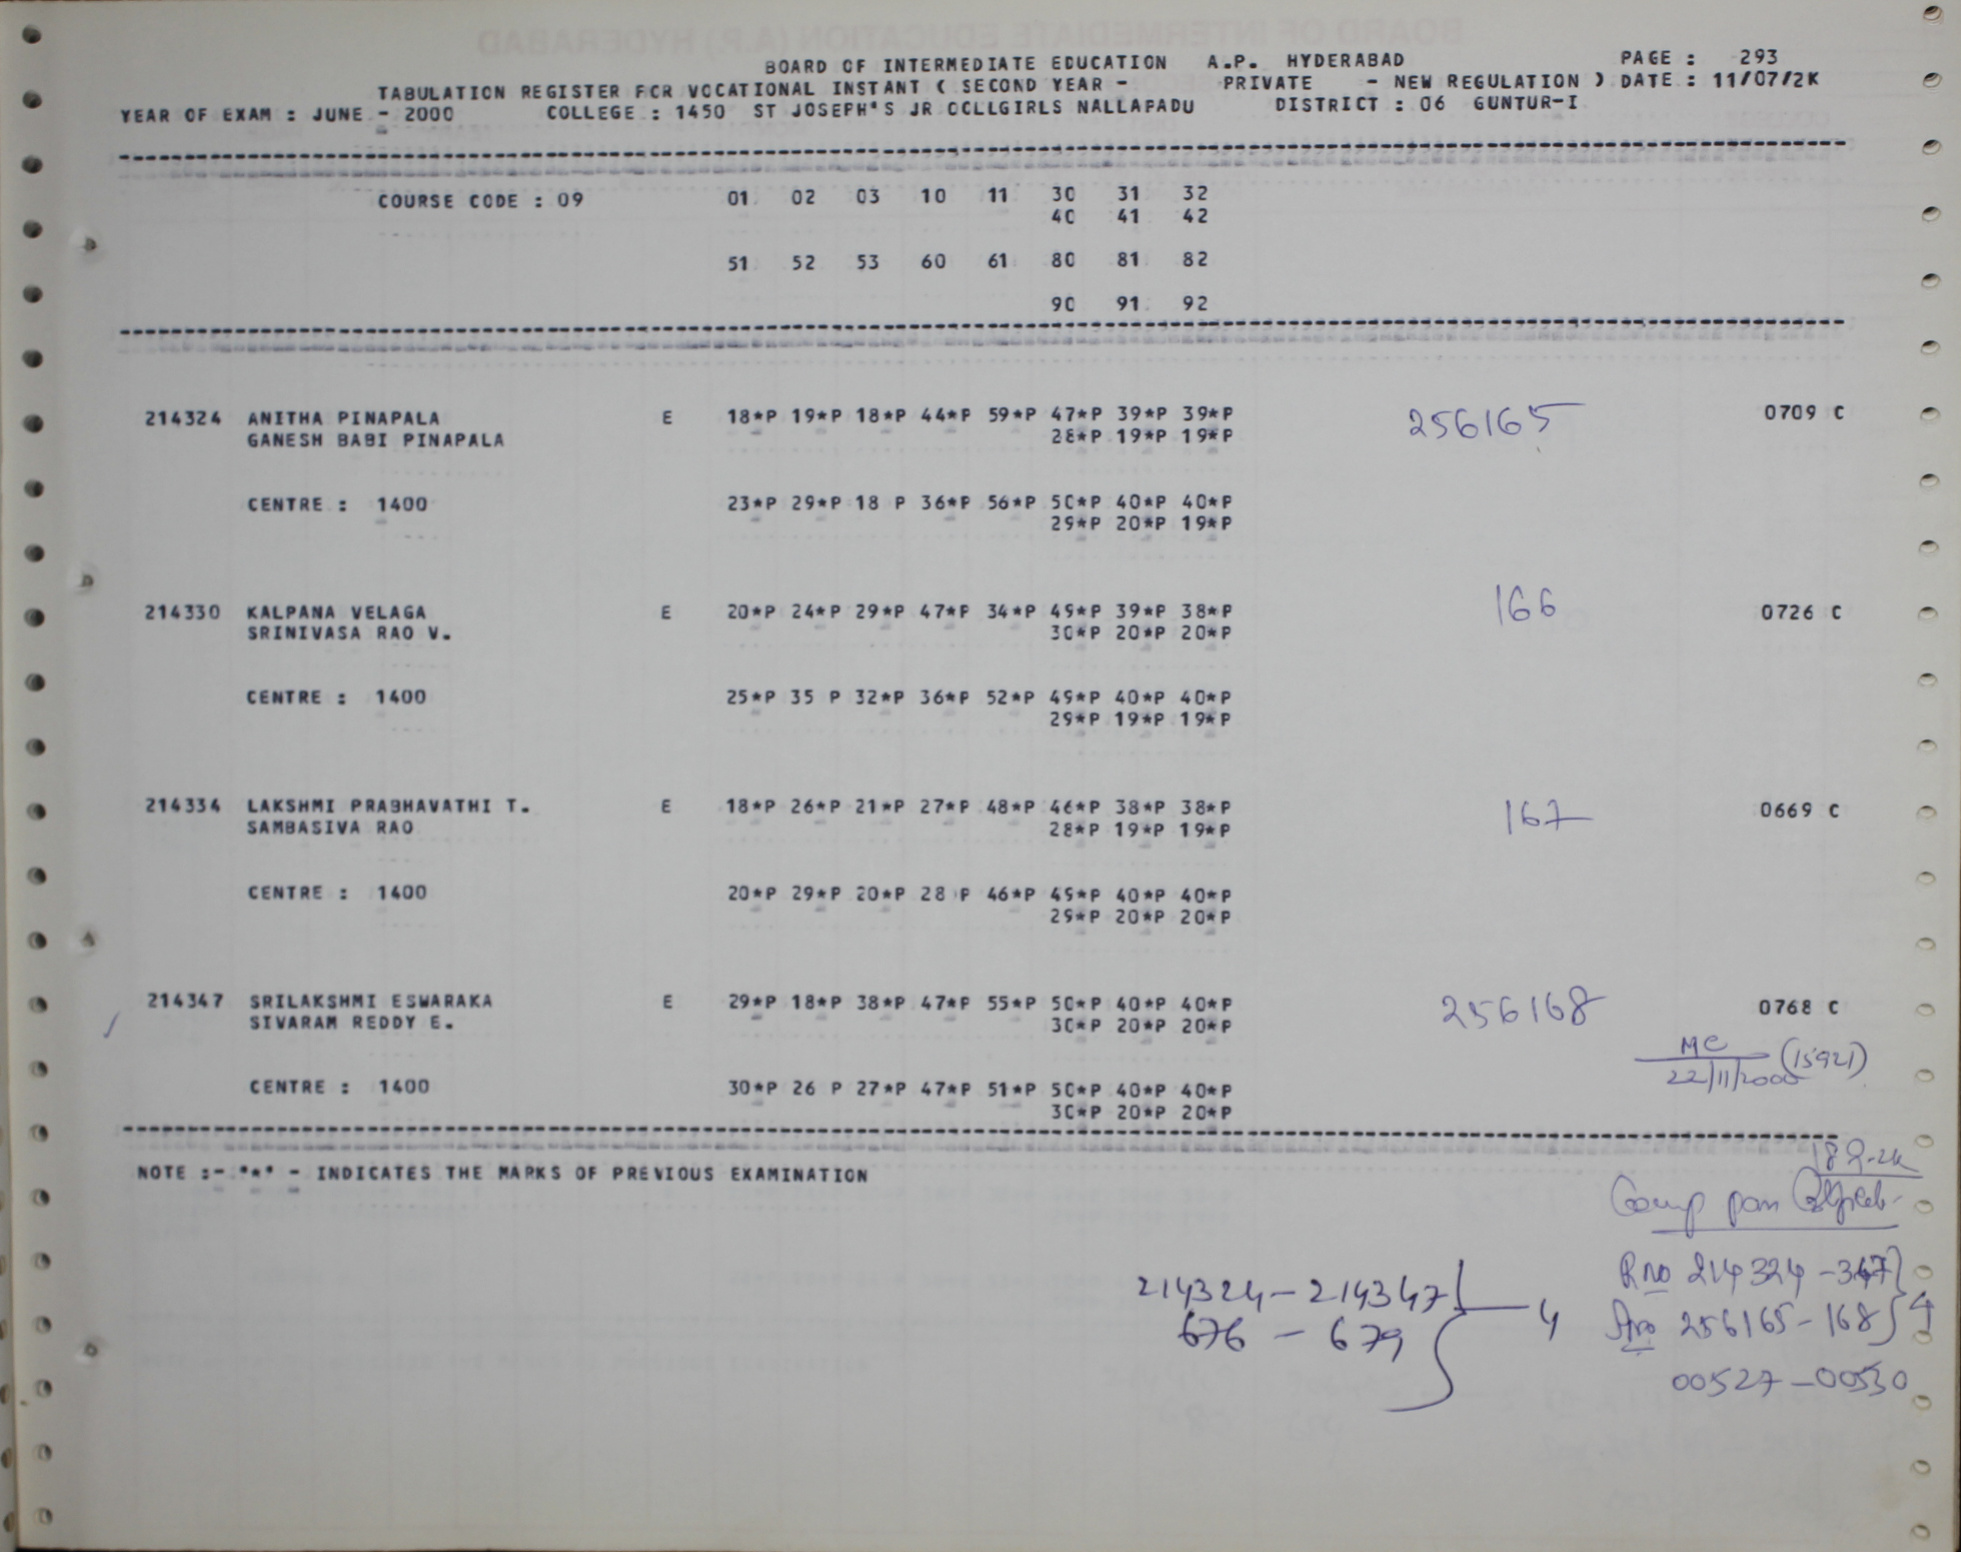 BOARD OF INTERMEDIATE EDUCATION A.P. HYDERABAD PAGE : 293
TABULATION REGISTER FCR VOCATIONAL INSTANT ( SECOND YEAR - PRIVATE - NEW REGULATION ) DATE : 11/07/2K
YEAR OF EXAM : JUNE - 2000 COLLEGE : 1450 ST JOSEPH'S JR COLLGIRLS NALLAPADU DISTRICT : 06 GUNTUR-I
COURSE CODE : 09 01 02 03 10 11 30 31 32
40 41 42
51 52 53 60 61 80 81 82
90 91 92
214324 ANITHA PINAPALA E 18*P 19*P 18*P 44*P 59*P 47*P 39*P 39*P 256165 0709 C
GANESH BABI PINAPALA 28*P 19*P 19*P
CENTRE : 1400 23*P 29*P 18 P 36*P 56*P 50*P 40*P 40*P
29*P 20*P 19*P
214330 KALPANA VELAGA E 20*P 24*P 29*P 47*P 34*P 49*P 39*P 38*P 166 0726 C
SRINIVASA RAO V. 30*P 20*P 20*P
CENTRE : 1400 25*P 35 P 32*P 36*P 52*P 49*P 40*P 40*P
29*P 19*P 19*P
214334 LAKSHMI PRABHAVATHI T. E 18*P 26*P 21*P 27*P 48*P 46*P 38*P 38*P 167 0669 C
SAMBASIVA RAO 28*P 19*P 19*P
CENTRE : 1400 20*P 29*P 20*P 28 P 46*P 49*P 40*P 40*P
29*P 20*P 20*P
214347 SRILAKSHMI ESWARAKA E 29*P 18*P 38*P 47*P 55*P 50*P 40*P 40*P 256168 0768 C
SIVARAM REDDY E. 30*P 20*P 20*P
MC (15921)
22/11/2000
CENTRE : 1400 30*P 26 P 27*P 47*P 51*P 50*P 40*P 40*P
30*P 20*P 20*P
NOTE :- '*' - INDICATES THE MARKS OF PREVIOUS EXAMINATION
Comp
214324 - 214347 4
676 - 679
Rno 214324 - 347 4
Ano 256165 - 168
00527 - 00530